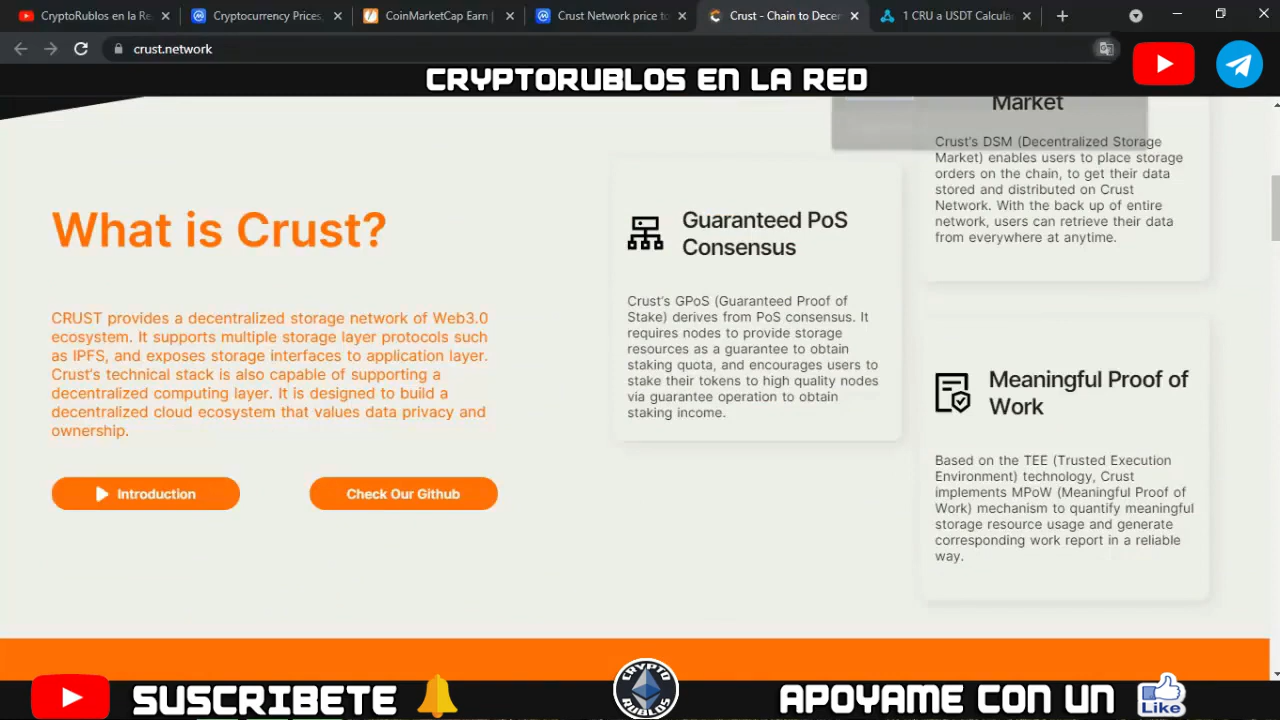 CryptoRublos en la Re
Cryptocurrency Prices,
CoinMarketCap Earn |
Crust Network price to
Crust - Chain to Decen
1 CRU a USDT Calcula
crust.network
CRYPTORUBLOS EN LA RED
Market
Crust's DSM (Decentralized Storage
Market) enables users to place storage
orders on the chain, to get their data
stored and distributed on Crust
Network. With the back up of entire
network, users can retrieve their data
from everywhere at anytime.
What is Crust?
CRUST provides a decentralized storage network of Web3.0
ecosystem. It supports multiple storage layer protocols such
as IPFS, and exposes storage interfaces to application layer.
Crust's technical stack is also capable of supporting a
decentralized computing layer. It is designed to build a
decentralized cloud ecosystem that values data privacy and
ownership.
Introduction
Check Our Github
Guaranteed PoS
Consensus
Crust's GPoS (Guaranteed Proof of
Stake) derives from PoS consensus. It
requires nodes to provide storage
resources as a guarantee to obtain
staking quota, and encourages users to
stake their tokens to high quality nodes
via guarantee operation to obtain
staking income.
Meaningful Proof of
Work
Based on the TEE (Trusted Execution
Environment) technology, Crust
implements MPoW (Meaningful Proof of
Work) mechanism to quantify meaningful
storage resource usage and generate
corresponding work report in a reliable
way.
SUSCRIBETE
CRYPTO
RUBLOS
APOYAME CON UN
Like